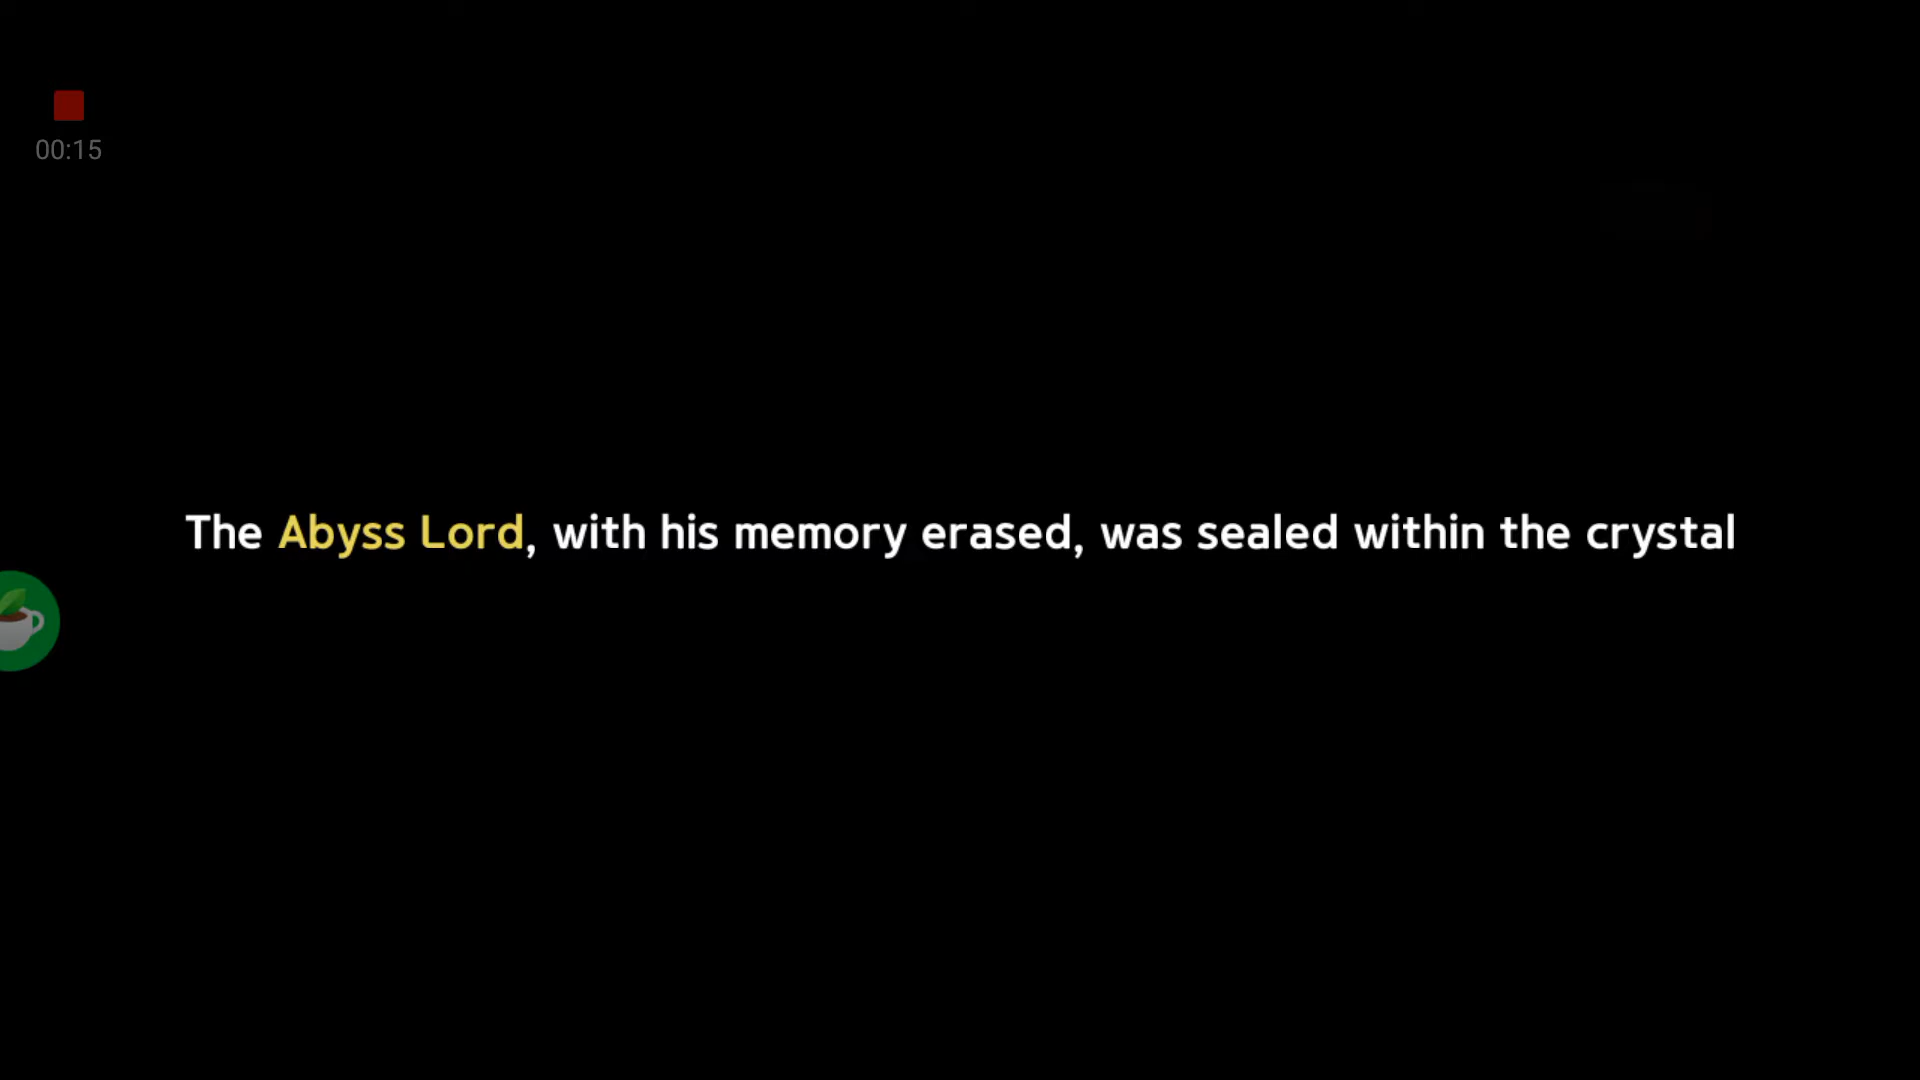 00:15
The Abyss Lord, with his memory erased, was sealed within the crystal